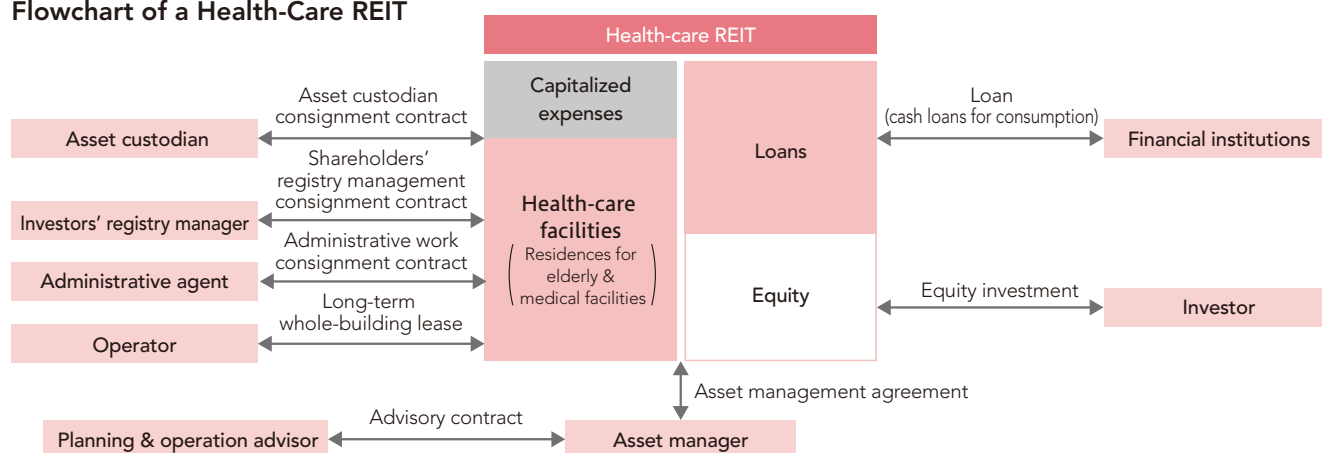 Flowchart of a Health-Care REIT
Health-care REIT
Asset custodian
Investors' registry manager
Administrative agent
Operator
Asset custodian
consignment contract
Shareholders'
registry management
consignment contract
Administrative work
consignment contract
Long-term
whole-building lease
Capitalized
expenses
Health-care
facilities
(Residences for
elderly &
medical facilities)
Loans
Equity
Loan
(cash loans for consumption)
Financial institutions
Equity investment
Investor
Asset management agreement
Planning & operation advisor
Advisory contract
Asset manager